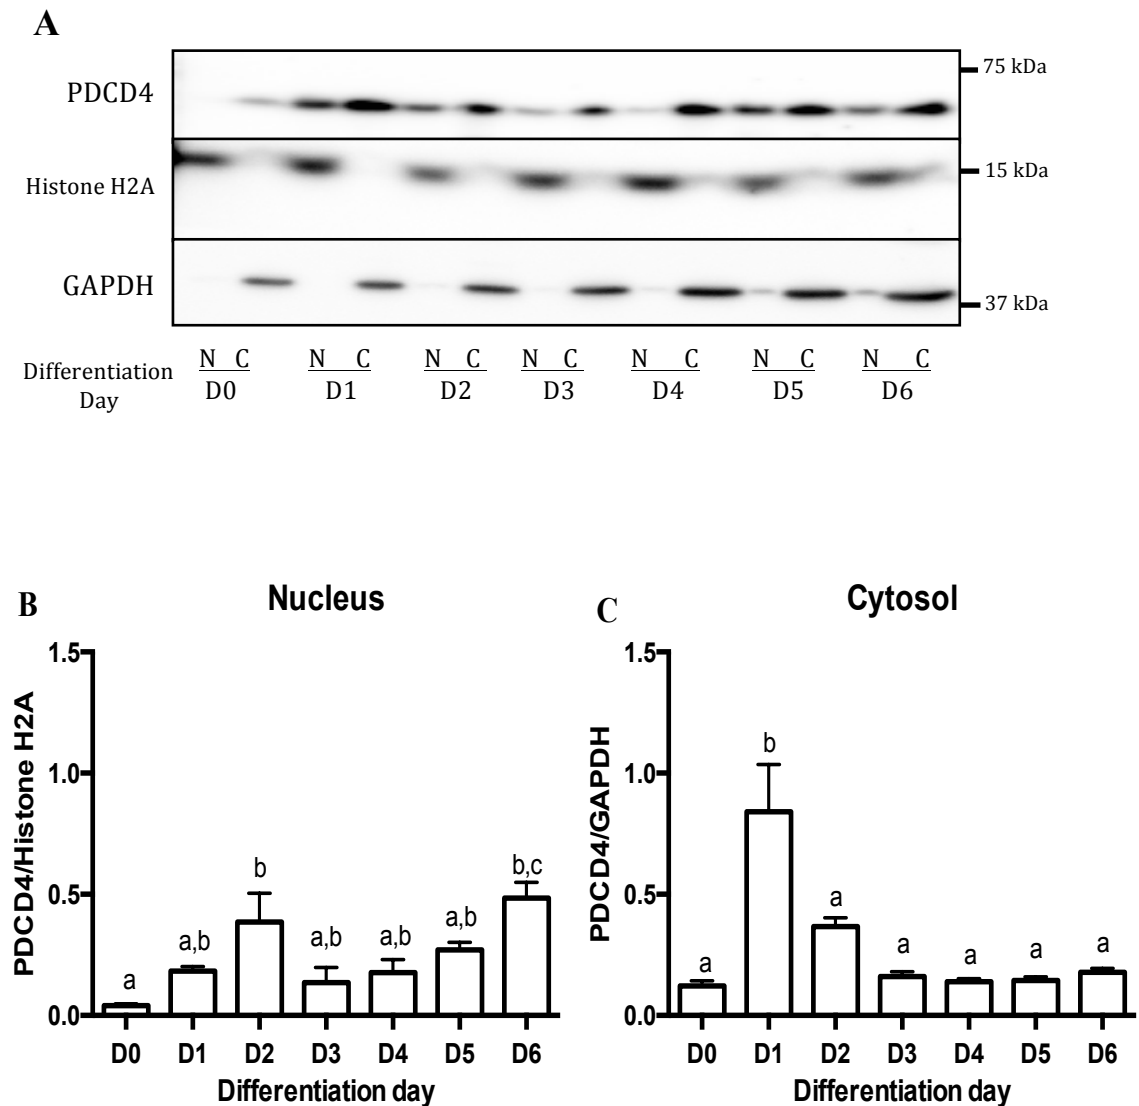 A
PDCD4
75 kDa
Histone H2A
15 kDa
GAPDH
37 kDa
Differentiation
Day
N C N C N C N C N C N C N C
D0 D1 D2 D3 D4 D5 D6
B
Nucleus
PDCD4/Histone H2A
1.5
1.0
0.5
0.0
a
a,b
b
a,b
a,b
a,b
b,c
D0 D1 D2 D3 D4 D5 D6
Differentiation day
C
Cytosol
PDCD4/GAPDH
1.5
1.0
0.5
0.0
a
b
a
a
a
a
a
D0 D1 D2 D3 D4 D5 D6
Differentiation day